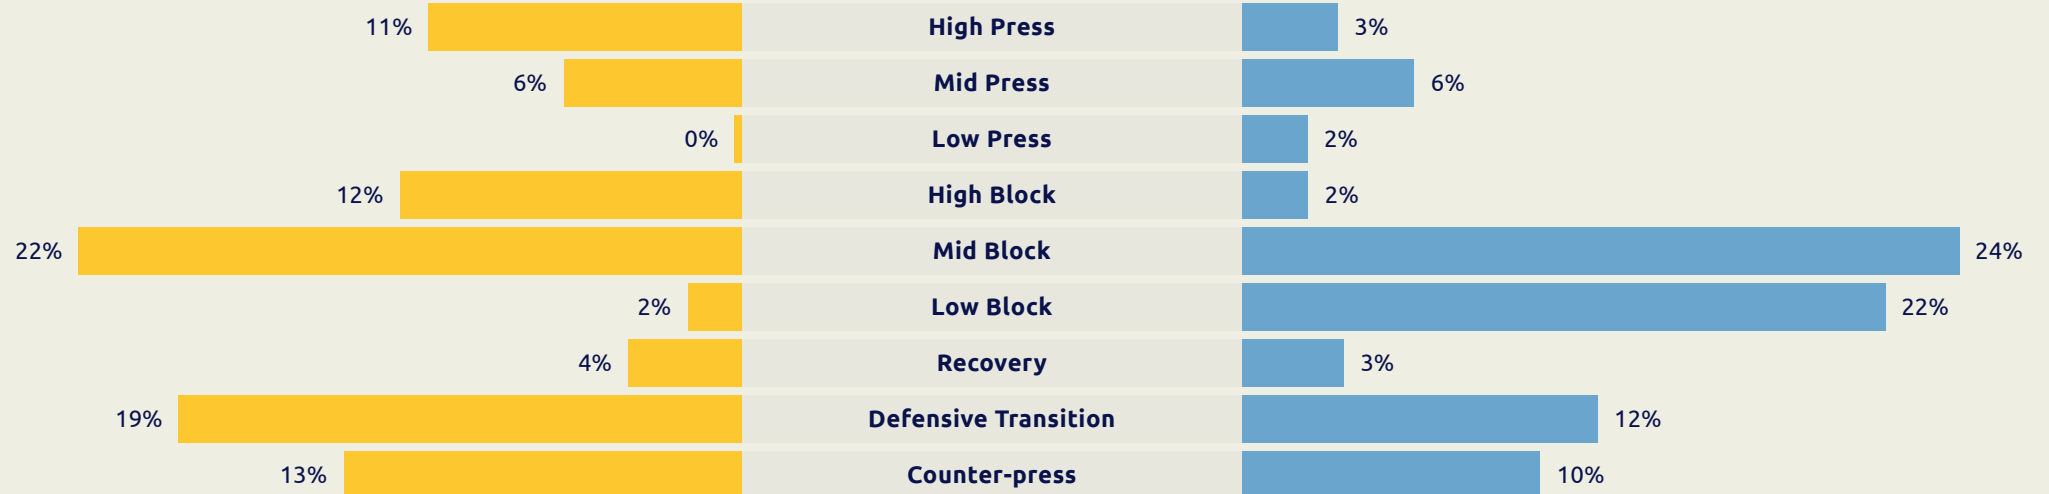 11% High Press 3%
6% Mid Press 6%
0% Low Press 2%
12% High Block 2%
22% Mid Block 24%
2% Low Block 22%
4% Recovery 3%
19% Defensive Transition 12%
13% Counter-press 10%